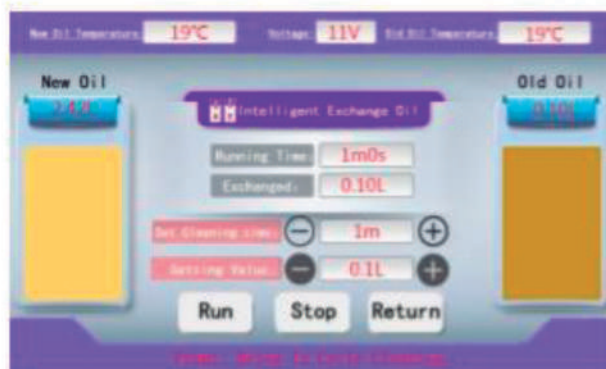 New Oil Temperature: 19℃ Voltage: 11V Old Oil Temperature: 19℃
New Oil
Old Oil
0.10L
Intelligent Exchange Oil
Running Time: 1m0s
Exchanged: 0.10L
Set Cleaning time: − 1m +
Setting Value − 0.1L +
Run Stop Return